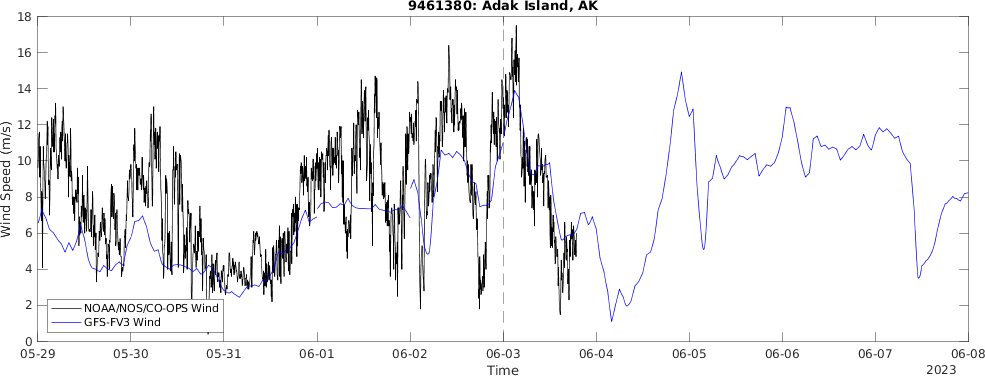 9461380: Adak Island, AK
18
16
14
12
10
8
6
4
2
0
Wind Speed (m/s)
NOAA/NOS/CO-OPS Wind
GFS-FV3 Wind
05-29 05-30 05-31 06-01 06-02 06-03 06-04 06-05 06-06 06-07 06-08
Time
2023